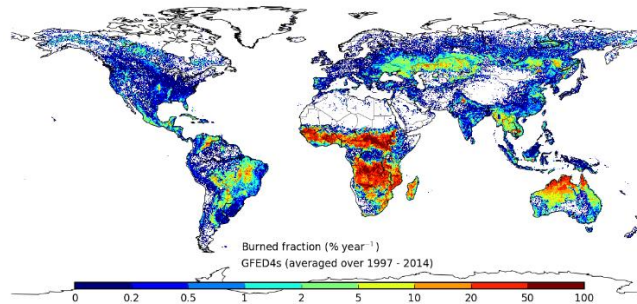 Burned fraction (% year⁻¹)
GFED4s (averaged over 1997 - 2014)
0 0.2 0.5 1 2 5 10 20 50 100